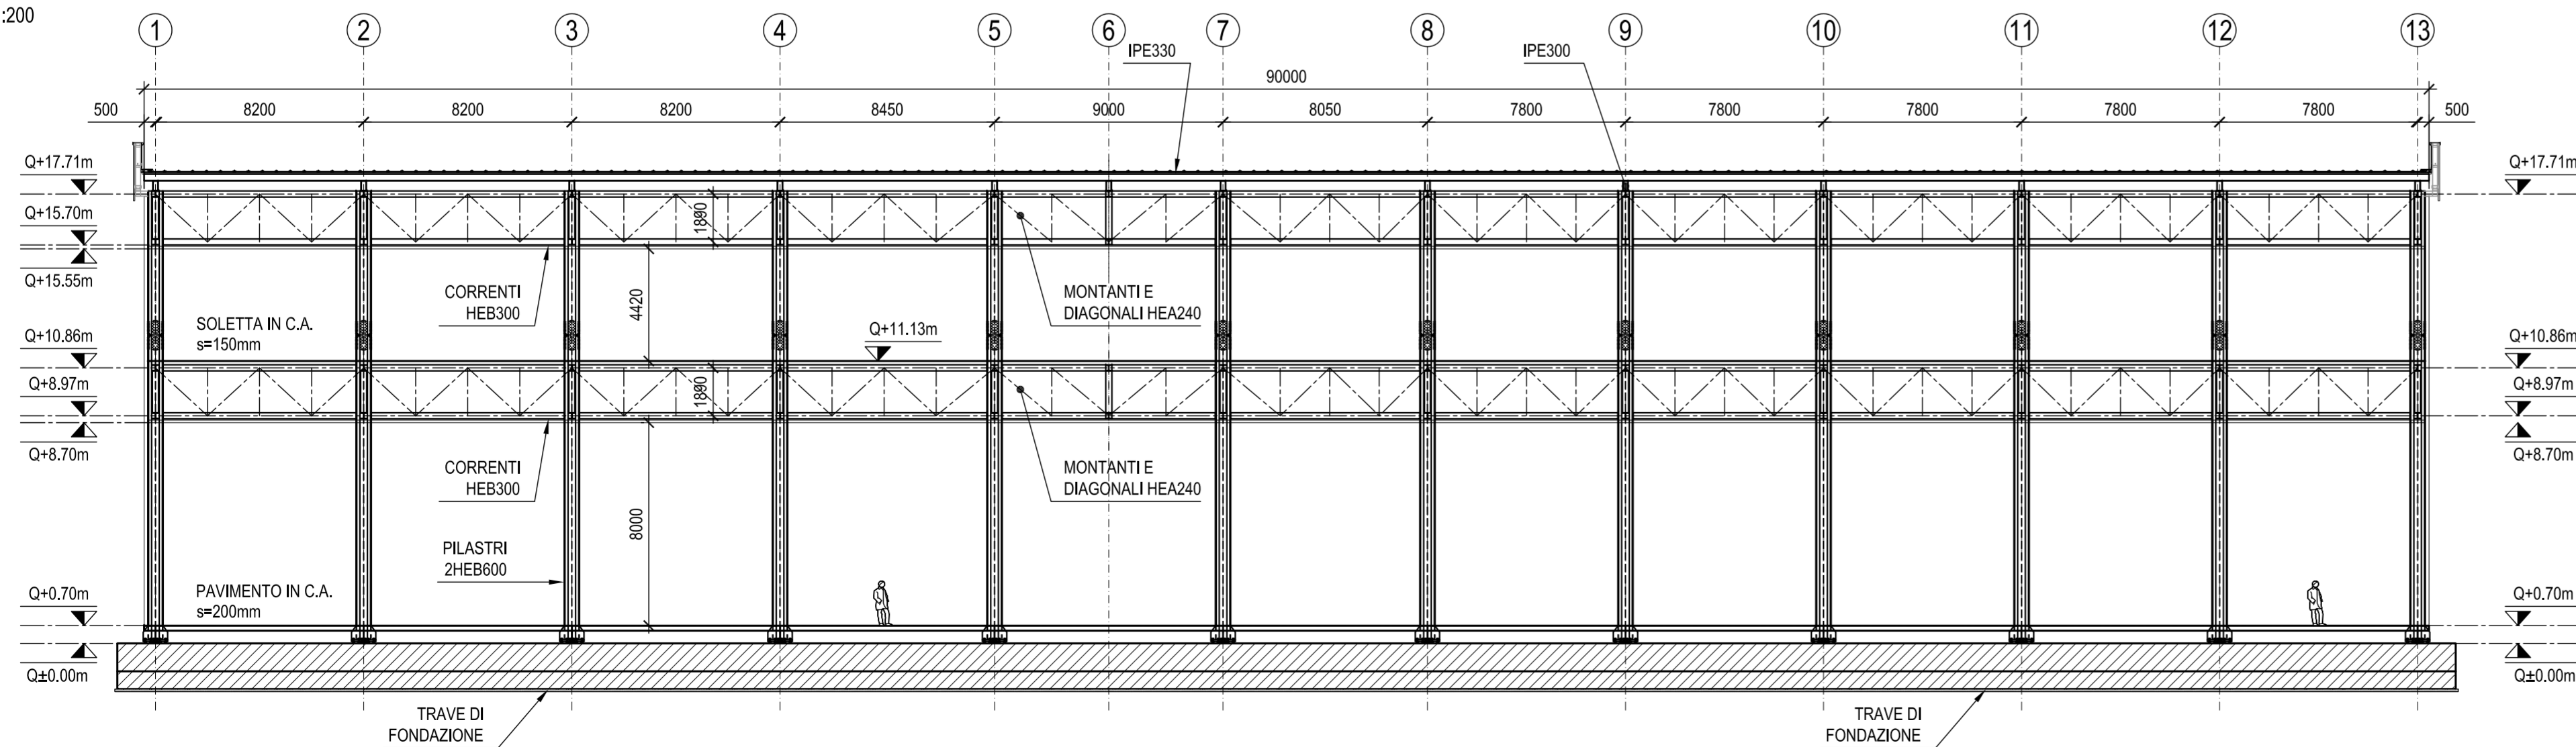 :200
1 2 3 4 5 6 7 8 9 10 11 12 13
IPE330
IPE300
90000
500 8200 8200 8200 8450 9000 8050 7800 7800 7800 7800 7800 500
Q+17.71m
Q+17.71m
Q+15.70m
1890
Q+15.55m
CORRENTI
HEB300
4420
MONTANTI E
DIAGONALI HEA240
SOLETTA IN C.A.
s=150mm
Q+11.13m
Q+10.86m
Q+10.86m
Q+8.97m
1890
Q+8.97m
Q+8.70m
Q+8.70m
CORRENTI
HEB300
MONTANTI E
DIAGONALI HEA240
8000
PILASTRI
2HEB600
PAVIMENTO IN C.A.
s=200mm
Q+0.70m
Q+0.70m
Q±0.00m
Q±0.00m
TRAVE DI
FONDAZIONE
TRAVE DI
FONDAZIONE